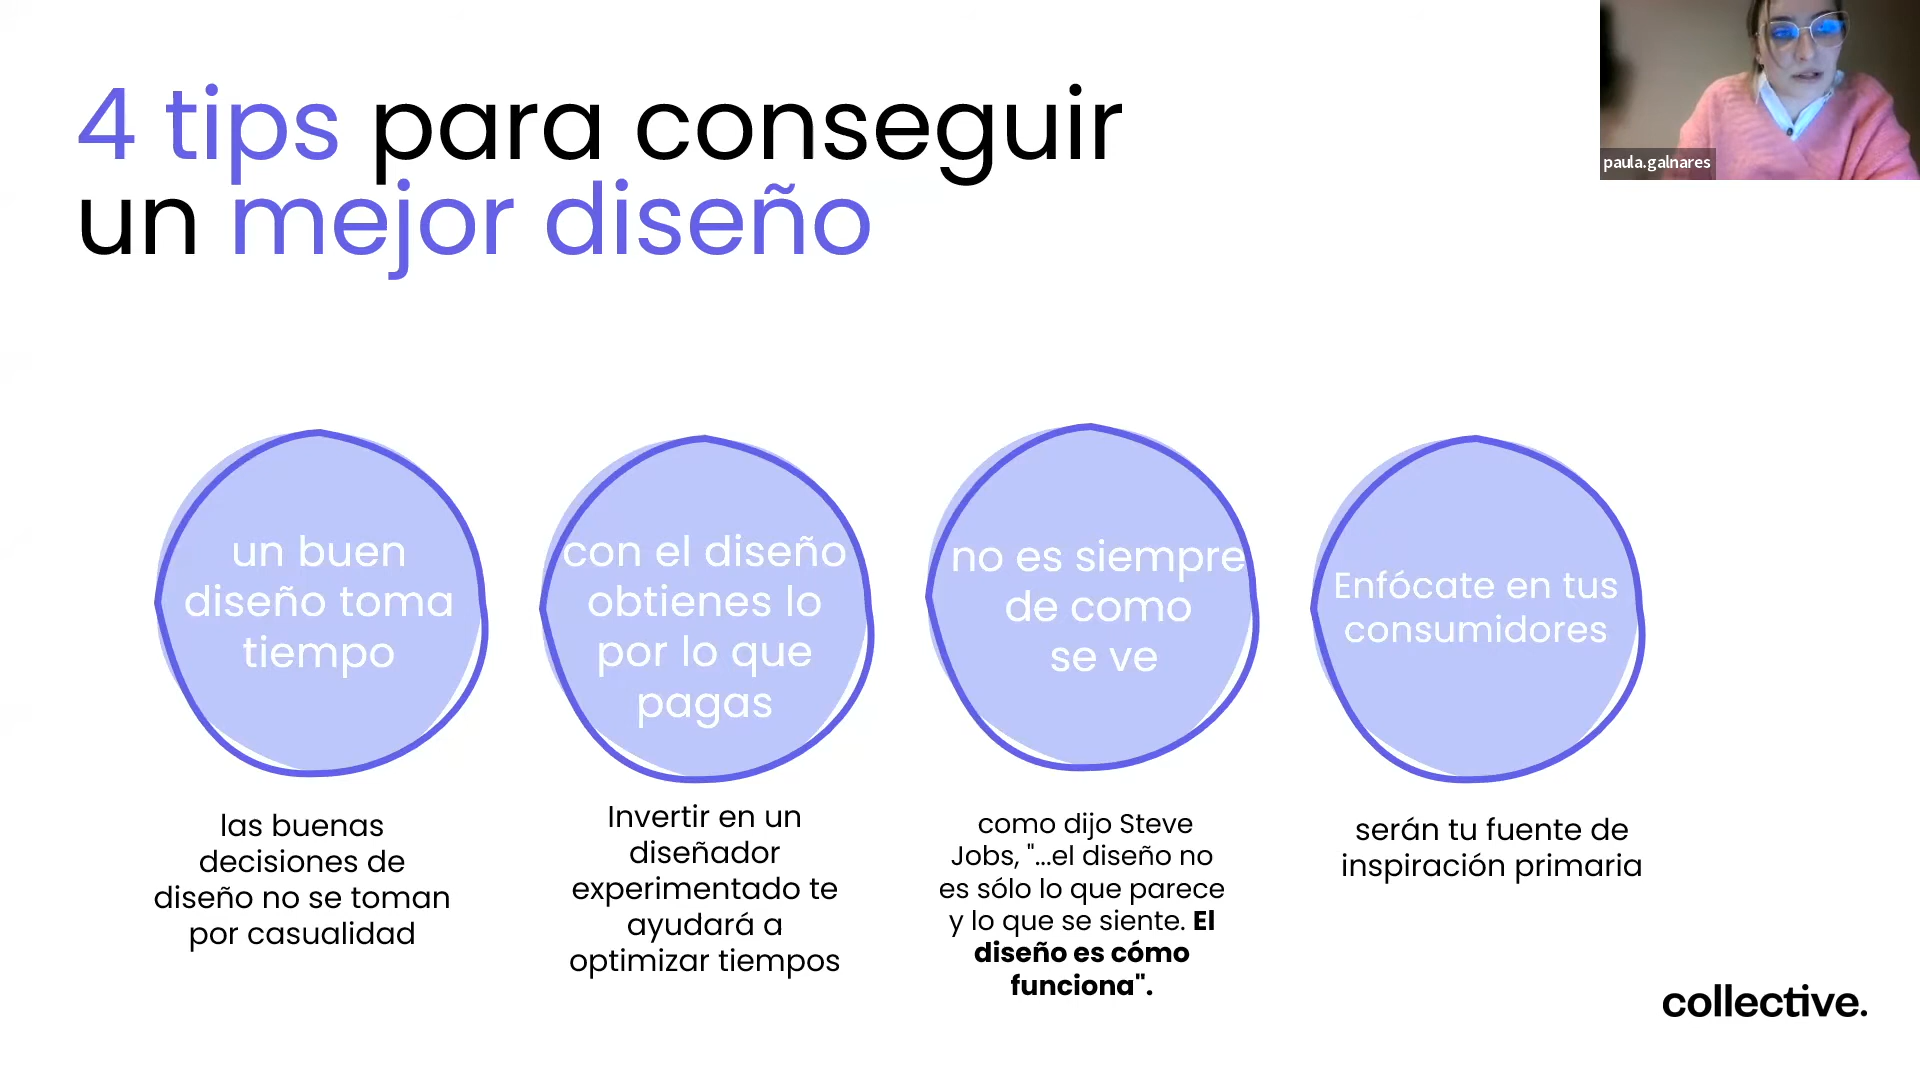 4 tips para conseguir
un mejor diseño
paula.galnares
un buen
diseño toma
tiempo
las buenas
decisiones de
diseño no se toman
por casualidad
con el diseño
obtienes lo
por lo que
pagas
Invertir en un
diseñador
experimentado te
ayudará a
optimizar tiempos
no es siempre
de como
se ve
como dijo Steve
Jobs, "...el diseño no
es sólo lo que parece
y lo que se siente. El
diseño es cómo
funciona".
Enfócate en tus
consumidores
serán tu fuente de
inspiración primaria
collective.